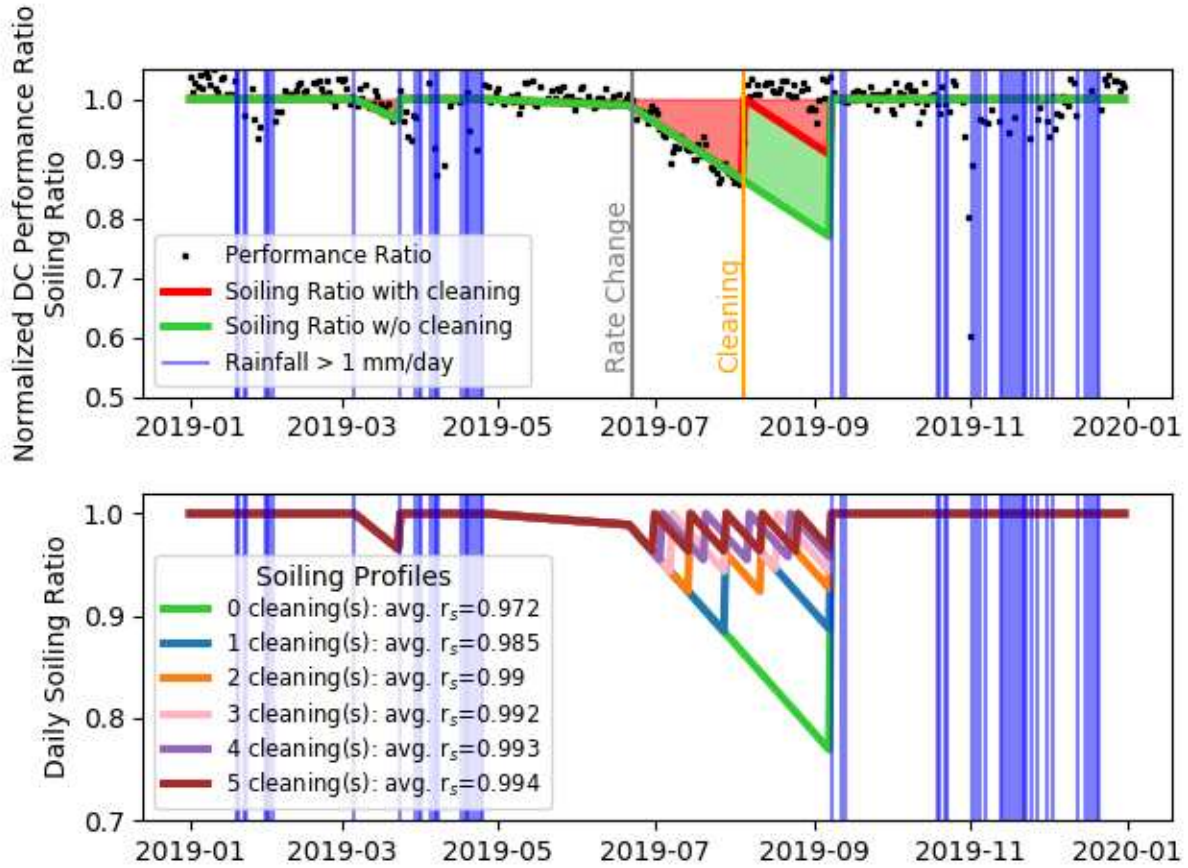 Normalized DC Performance Ratio
Soiling Ratio
1.0
0.9
0.8
0.7
0.6
0.5
Performance Ratio
Soiling Ratio with cleaning
Soiling Ratio w/o cleaning
Rainfall > 1 mm/day
Rate Change
Cleaning
2019-01 2019-03 2019-05 2019-07 2019-09 2019-11 2020-01
Daily Soiling Ratio
1.0
0.9
0.8
0.7
Soiling Profiles
0 cleaning(s): avg. rₛ=0.972
1 cleaning(s): avg. rₛ=0.985
2 cleaning(s): avg. rₛ=0.99
3 cleaning(s): avg. rₛ=0.992
4 cleaning(s): avg. rₛ=0.993
5 cleaning(s): avg. rₛ=0.994
2019-01 2019-03 2019-05 2019-07 2019-09 2019-11 2020-01